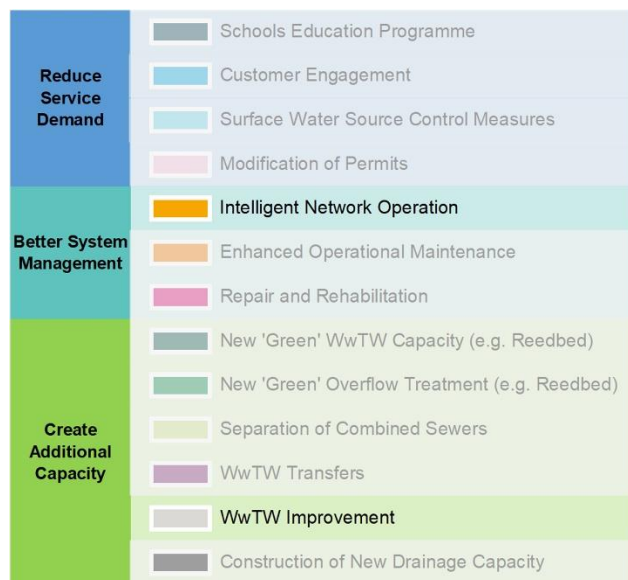 Reduce
Service
Demand
Schools Education Programme
Customer Engagement
Surface Water Source Control Measures
Modification of Permits
Better System
Management
Intelligent Network Operation
Enhanced Operational Maintenance
Repair and Rehabilitation
Create
Additional
Capacity
New 'Green' WwTW Capacity (e.g. Reedbed)
New 'Green' Overflow Treatment (e.g. Reedbed)
Separation of Combined Sewers
WwTW Transfers
WwTW Improvement
Construction of New Drainage Capacity